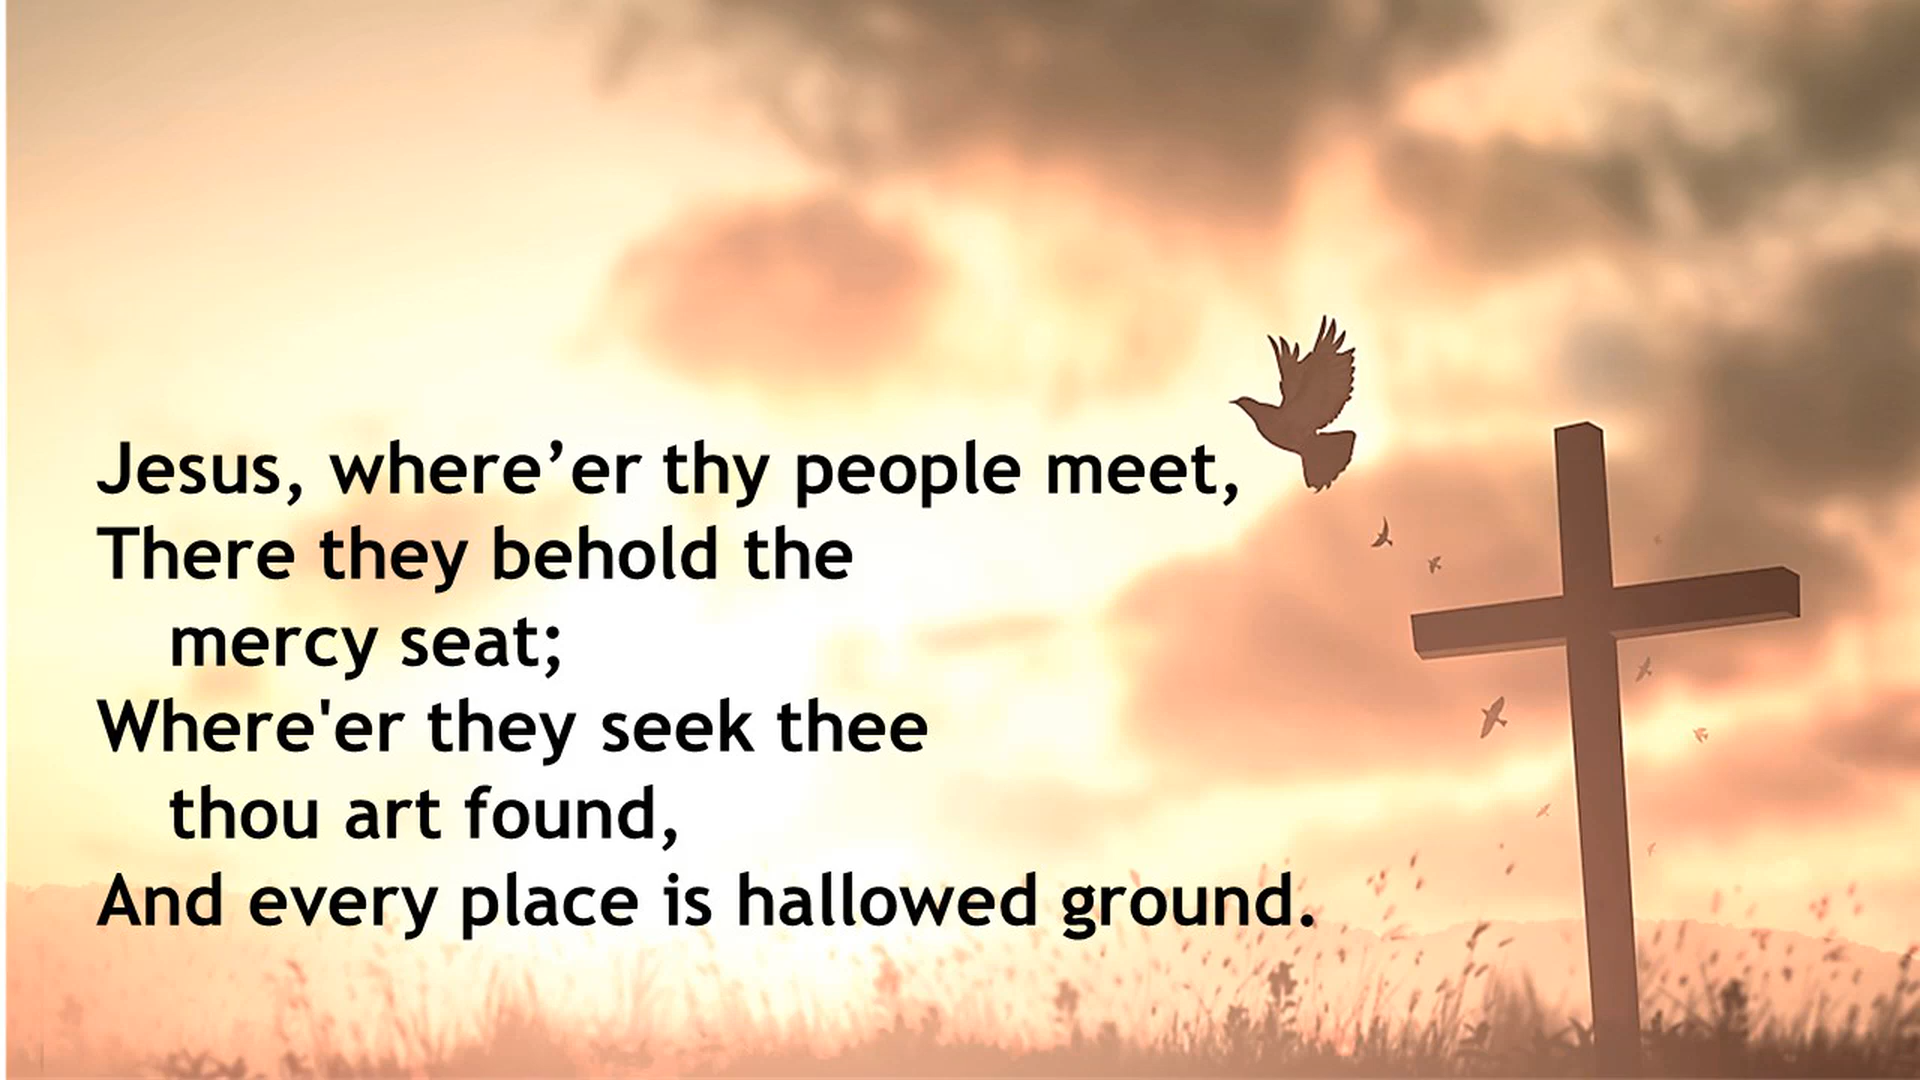 Jesus, where’er thy people meet,
There they behold the
mercy seat;
Where'er they seek thee
thou art found,
And every place is hallowed ground.